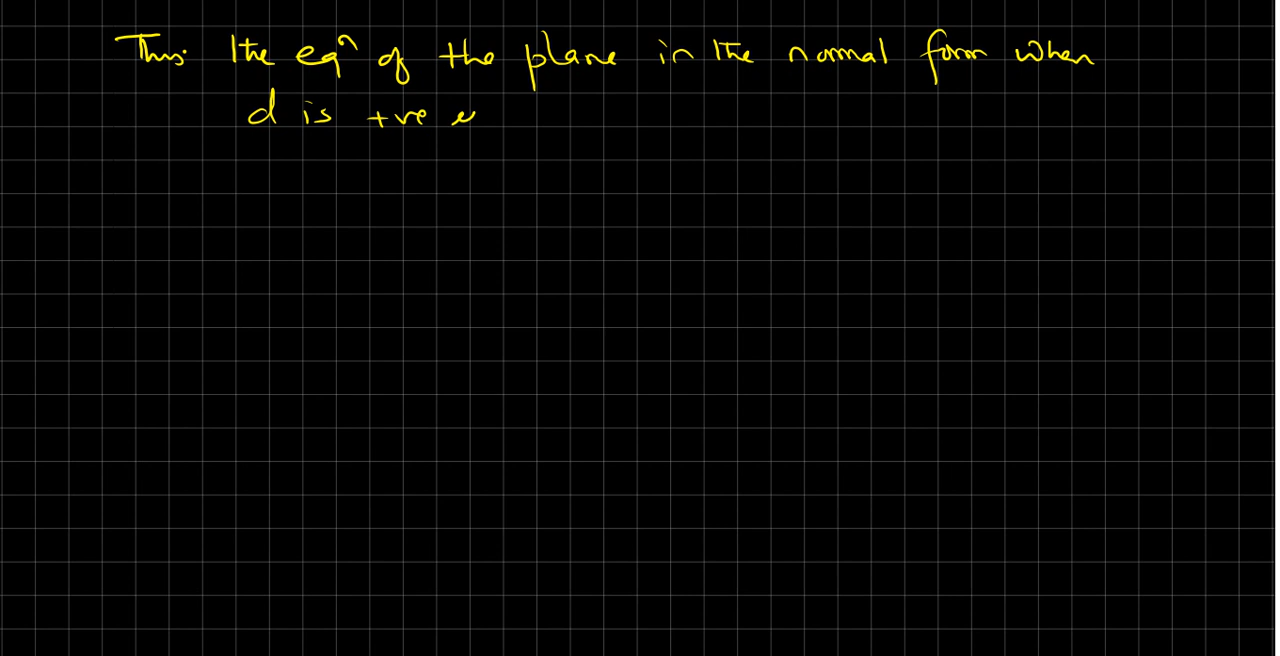 Thus the eqⁿ of the plane in the normal form when
d is +ve